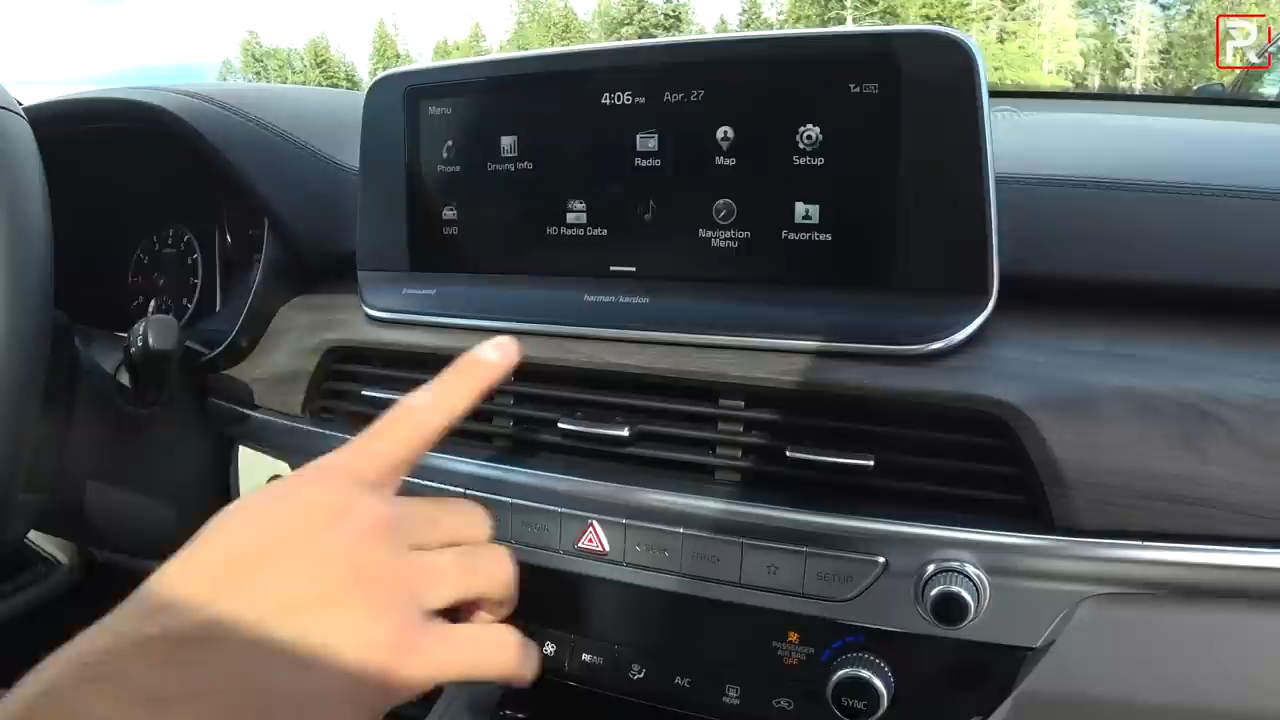 Menu
4:06 PM Apr, 27
LTE
Phone
Driving Info
Radio
Map
Setup
UVO
HD Radio Data
Navigation
Menu
Favorites
harman/kardon
MEDIA
< SEEK
TRACK >
SETUP
REAR
A/C
REAR
PASSENGER
AIR BAG
OFF
SYNC
R